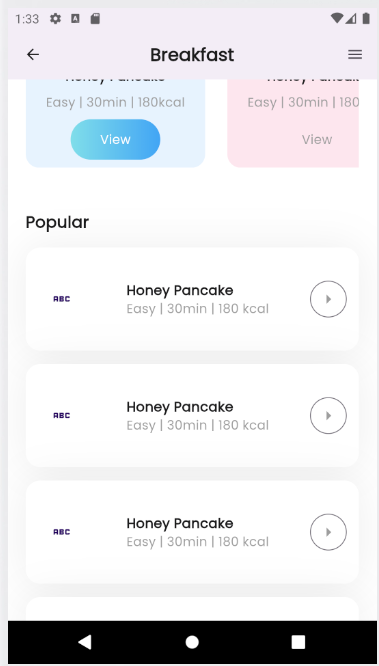 1:33
A
Breakfast
Honey Pancake
Easy | 30min | 180kcal
View
Honey Pancake
Easy | 30min | 180
View
Popular
ABC
Honey Pancake
Easy | 30min | 180 kcal
ABC
Honey Pancake
Easy | 30min | 180 kcal
ABC
Honey Pancake
Easy | 30min | 180 kcal